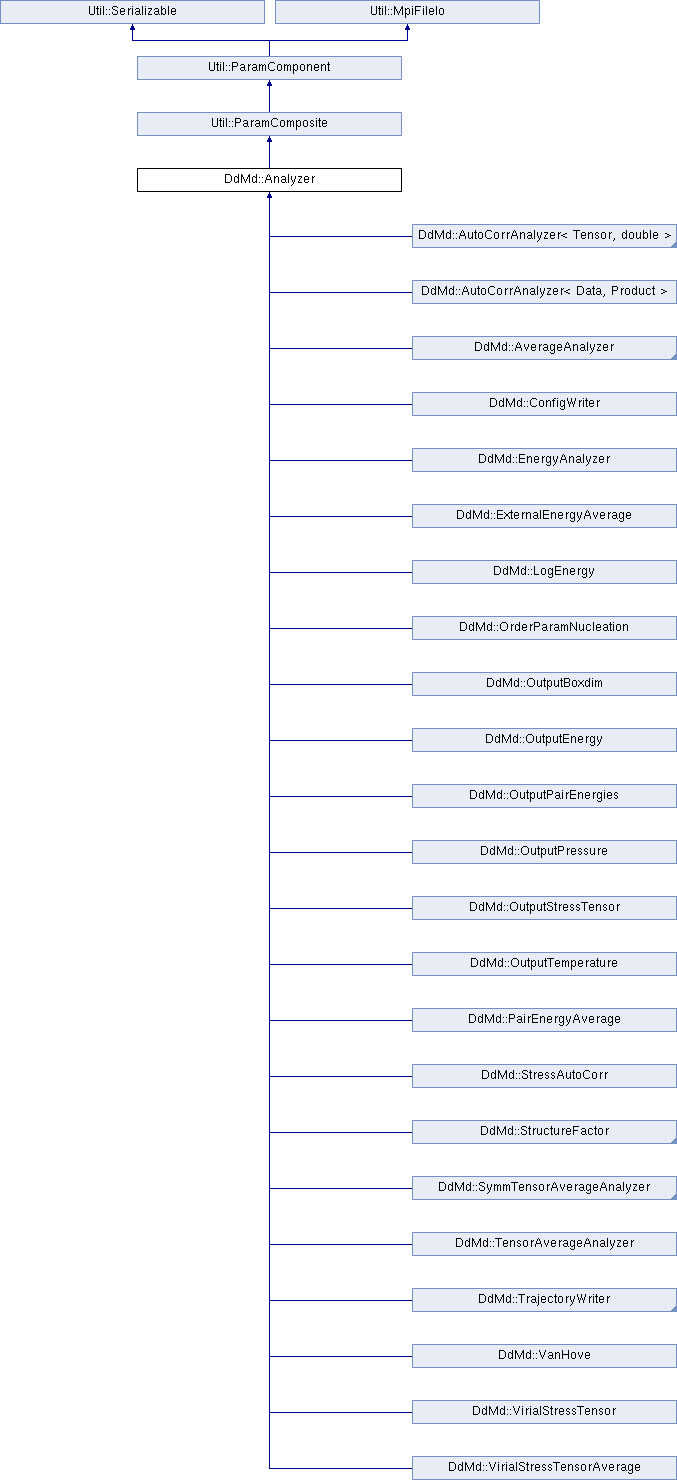 Util::Serializable
Util::MpiFileIo
Util::ParamComponent
Util::ParamComposite
DdMd::Analyzer
DdMd::AutoCorrAnalyzer< Tensor, double >
DdMd::AutoCorrAnalyzer< Data, Product >
DdMd::AverageAnalyzer
DdMd::ConfigWriter
DdMd::EnergyAnalyzer
DdMd::ExternalEnergyAverage
DdMd::LogEnergy
DdMd::OrderParamNucleation
DdMd::OutputBoxdim
DdMd::OutputEnergy
DdMd::OutputPairEnergies
DdMd::OutputPressure
DdMd::OutputStressTensor
DdMd::OutputTemperature
DdMd::PairEnergyAverage
DdMd::StressAutoCorr
DdMd::StructureFactor
DdMd::SymmTensorAverageAnalyzer
DdMd::TensorAverageAnalyzer
DdMd::TrajectoryWriter
DdMd::VanHove
DdMd::VirialStressTensor
DdMd::VirialStressTensorAverage